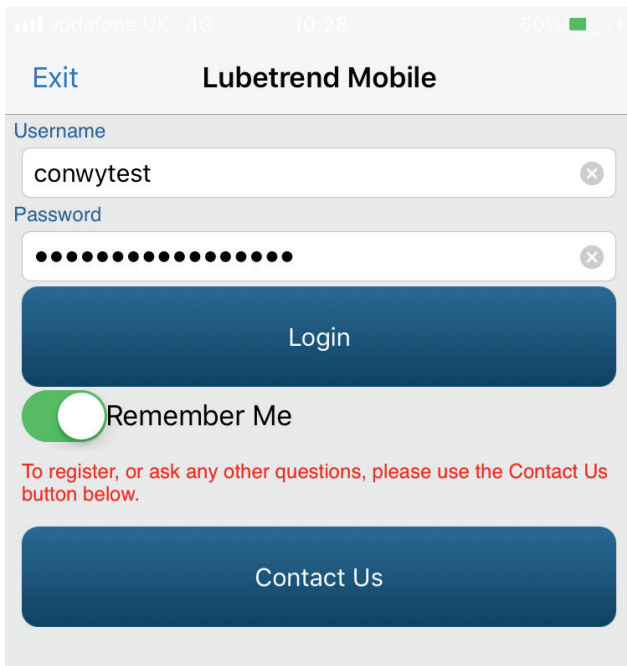 vodafone UK 4G 10:28 50%
Exit Lubetrend Mobile
Username
conwytest
Password
•••••••••••••••••
Login
Remember Me
To register, or ask any other questions, please use the Contact Us
button below.
Contact Us